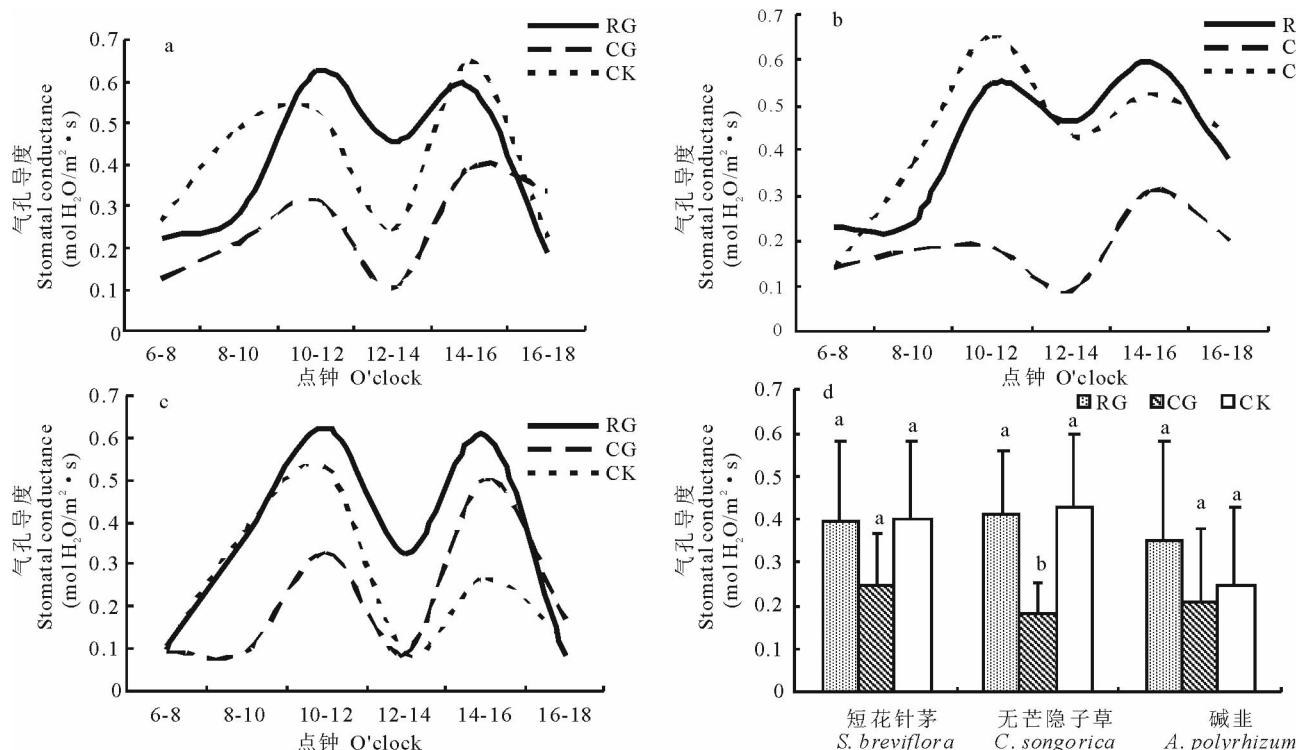 a
RG
CG
CK
0.7
0.6
0.5
0.4
0.3
0.2
0.1
0
气孔导度
Stomatal conductance
(mol H₂O/m²·s)
6-8 8-10 10-12 12-14 14-16 16-18
点钟 O'clock
b
R
C
C
0.7
0.6
0.5
0.4
0.3
0.2
0.1
0
气孔导度
Stomatal conductance
(mol H₂O/m²·s)
6-8 8-10 10-12 12-14 14-16 16-18
点钟 O'clock
c
RG
CG
CK
0.7
0.6
0.5
0.4
0.3
0.2
0.1
0
气孔导度
Stomatal conductance
(mol H₂O/m²·s)
6-8 8-10 10-12 12-14 14-16 16-18
点钟 O'clock
d
RG CG CK
0.7
0.6
0.5
0.4
0.3
0.2
0.1
0
气孔导度
Stomatal conductance
(mol H₂O/m²·s)
a a a a b a a a a
短花针茅 无芒隐子草 碱韭
S. breviflora C. songorica A. polyrhizum